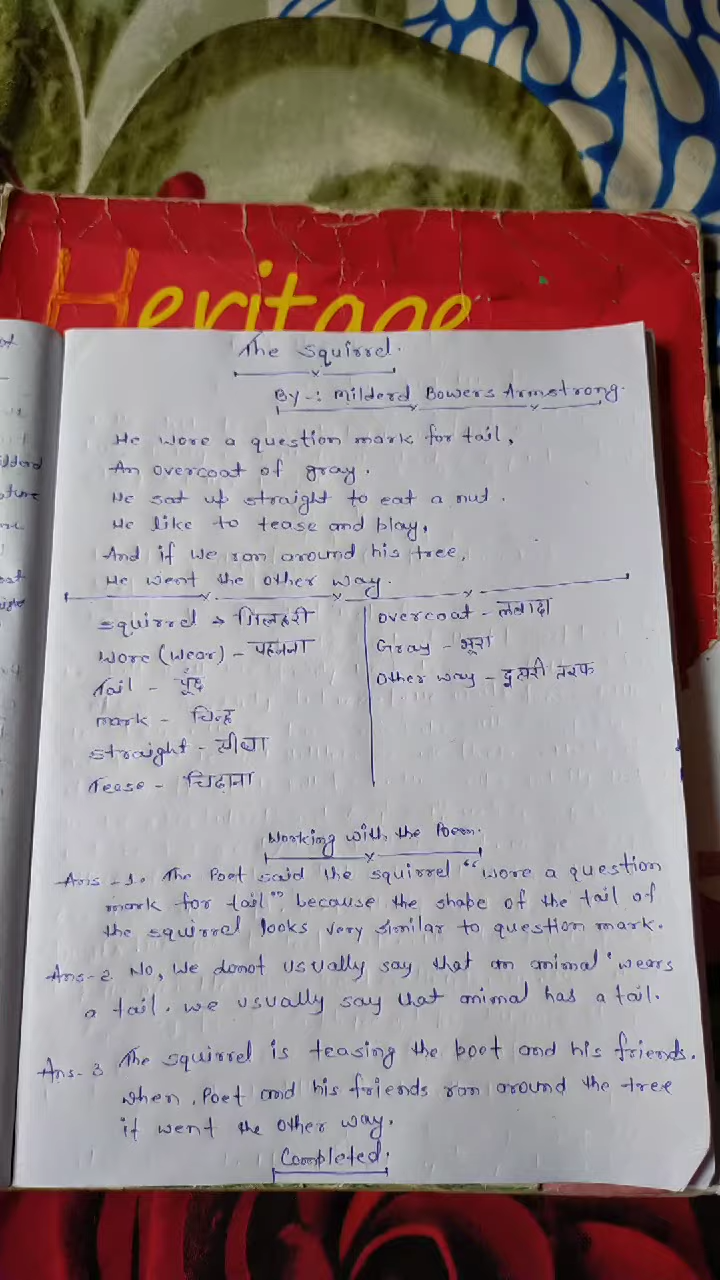 Heritage
The Squirrel.
By -: Milderd Bowers Armstrong.
He wore a question mark for tail,
An overcoat of gray.
He sat up straight to eat a nut.
He like to tease and play,
And if we ran around his tree,
He went the other way.
Squirrel → गिलहरी
Wore (Wear) - पहनना
Tail - पूँछ
mark - चिन्ह
straight - सीधा
Tease - चिढ़ाना
Overcoat - लबादा
Gray - भूरा
Other way - दूसरी तरफ
Working with the Poem.
Ans -1. The Poet said the squirrel "wore a question
mark for tail" because the shape of the tail of
the squirrel looks very similar to question mark.
Ans-2 No, We donot usually say that an animal 'wears
a tail. we usually say that animal has a tail.
Ans-3 The squirrel is teasing the poet and his friends.
when, Poet and his friends ran around the tree
it went the other way.
Completed.